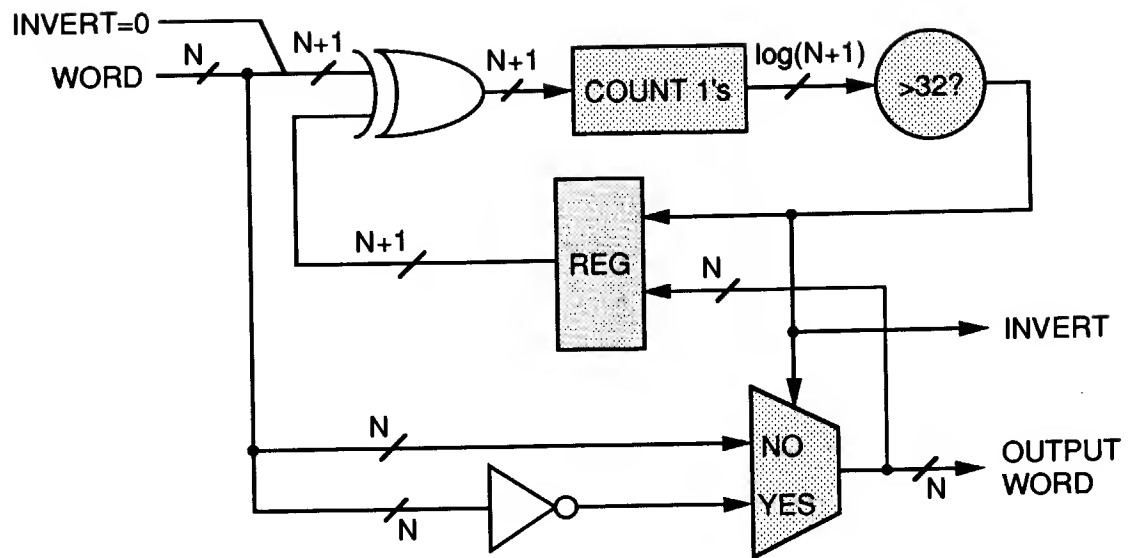 INVERT=0
WORD
N
N+1
N+1
COUNT 1's
log(N+1)
>32?
N+1
REG
N
INVERT
N
NO
YES
N
N
OUTPUT
WORD